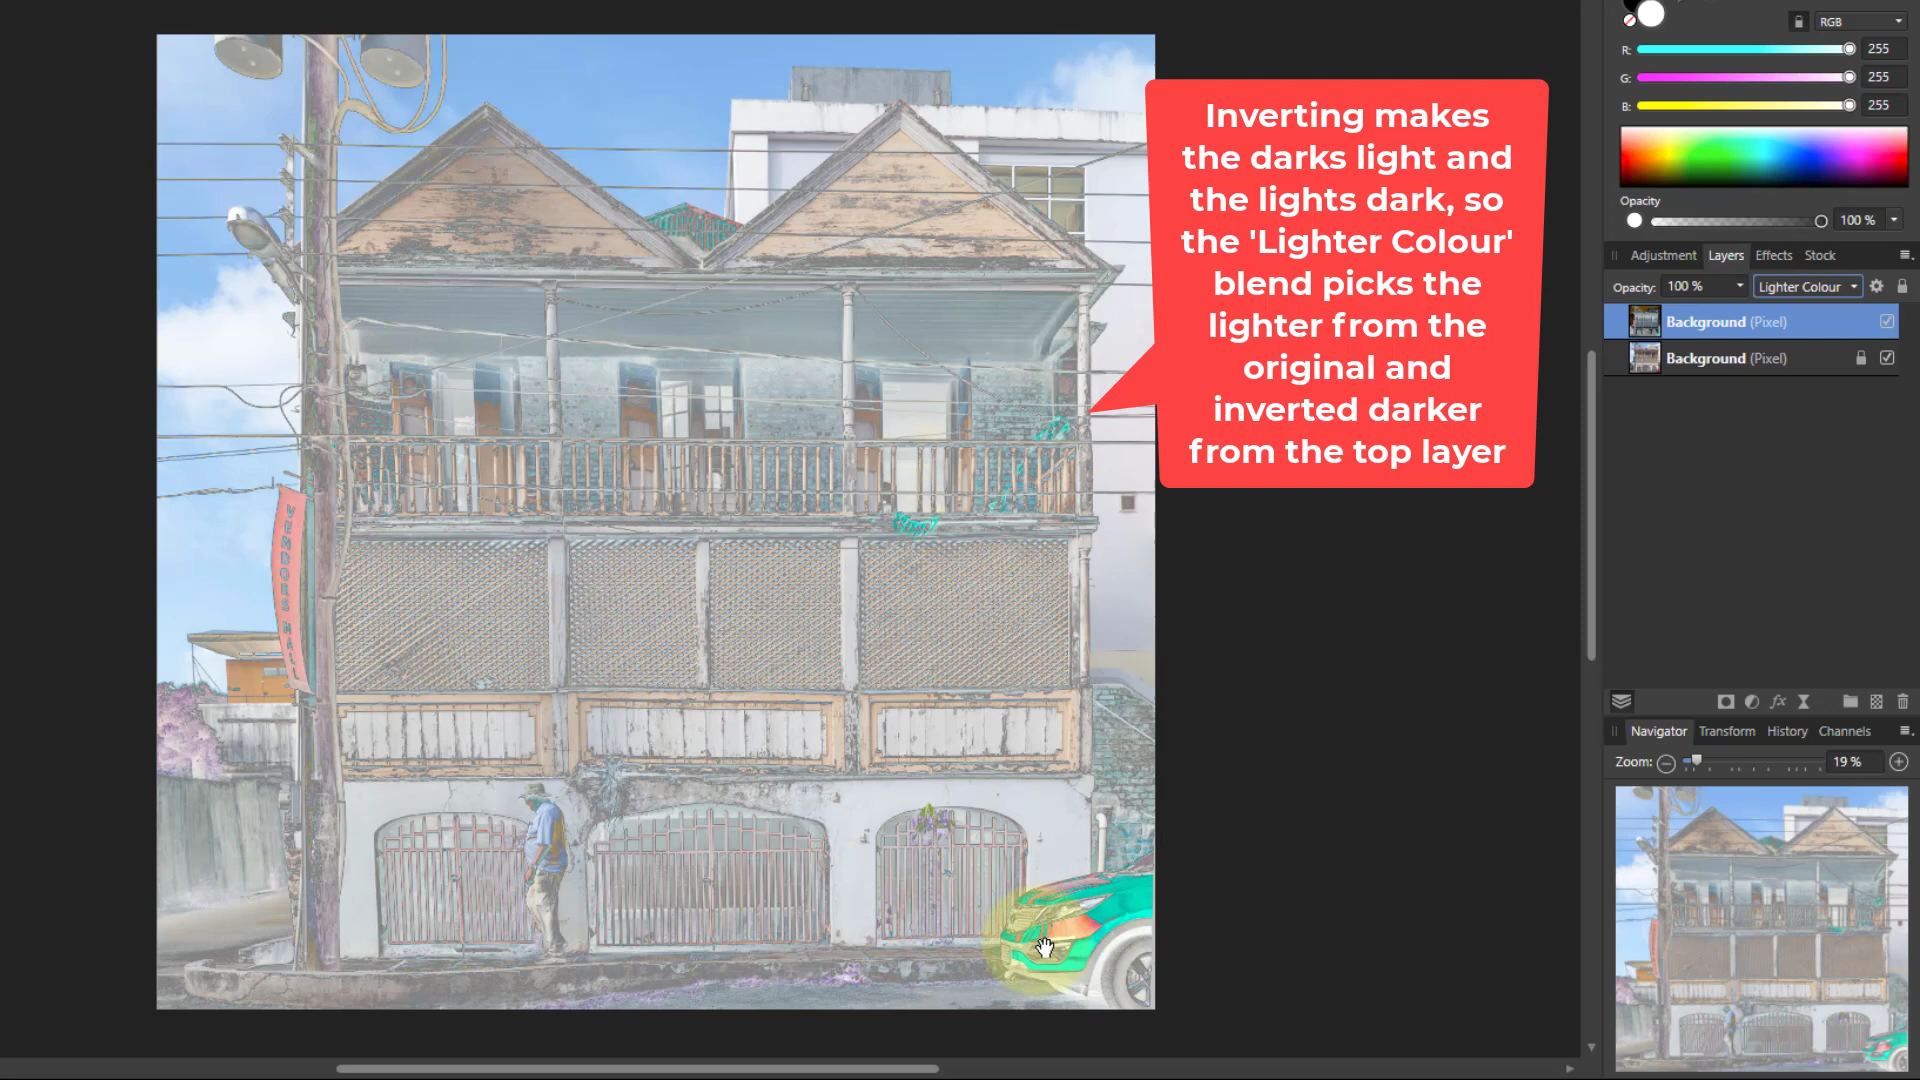 RGB
R:
255
G:
255
B:
255
Opacity
100 %
Adjustment
Layers
Effects
Stock
Opacity:
100 %
Lighter Colour
Background (Pixel)
Background (Pixel)
Inverting makes
the darks light and
the lights dark, so
the 'Lighter Colour'
blend picks the
lighter from the
original and
inverted darker
from the top layer
VENDORS MALL
fx
Navigator
Transform
History
Channels
Zoom:
19 %